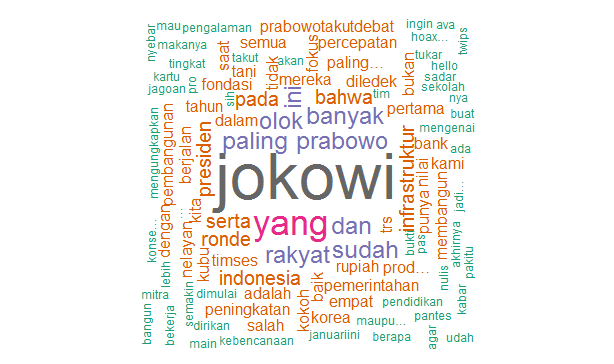 mau pengalaman prabowotakutdebat ingin ava
nyebar makanya saat semua fokus percepatan hoax... twips
tingkat takut tidak akan paling... bukan tukar hello
kartu pro tani mereka diledek sadar
jagoan fondasi sih ini tim sekolah
pada bahwa nya
tahun dalam olok banyak pertama buat
mengungkapkan pembangunan berjalan presiden paling prabowo infrastruktur bank mengenai
nilai kami ada
jokowi
kita punya membangun jadi...
konse... dengan serta yang dan trs
nelayan ronde bukti pas akhirnya
kubu rakyat sudah pakitu
lebih timses rupiah prod...
semakin indonesia baik pemerintahan nulis kabar
mitra dimulai adalah kokoh empat pendidikan
bangun bekerja peningkatan korea maupu... pantes
dirikan salah januariini berapa agar udah
main kebencanaan